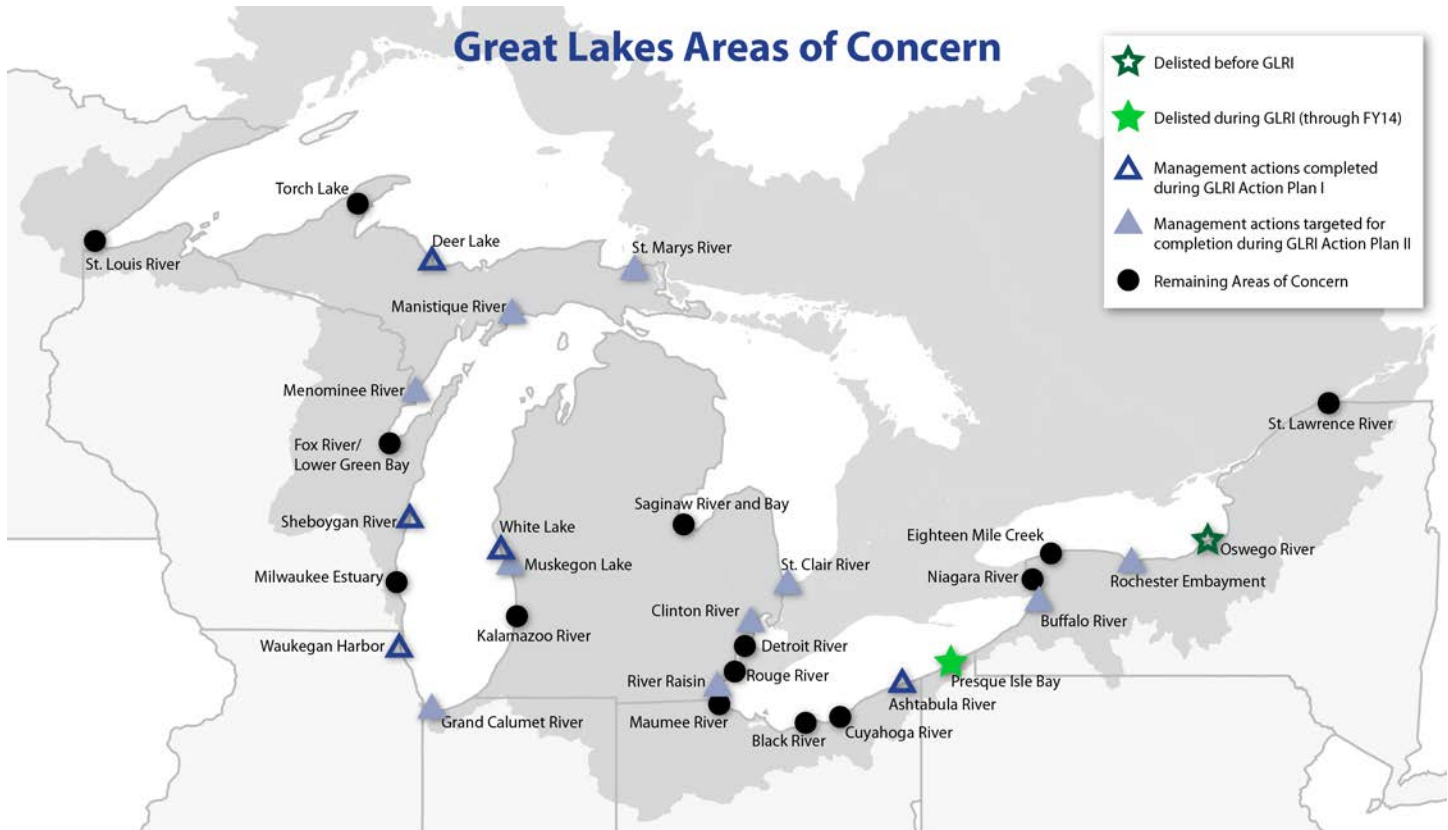 Great Lakes Areas of Concern
Delisted before GLRI
Delisted during GLRI (through FY14)
Management actions completed
during GLRI Action Plan I
Management actions targeted for
completion during GLRI Action Plan II
Remaining Areas of Concern
Torch Lake
St. Louis River
Deer Lake
St. Marys River
Manistique River
Menominee River
Fox River/
Lower Green Bay
Sheboygan River
White Lake
Muskegon Lake
Milwaukee Estuary
Kalamazoo River
Waukegan Harbor
Grand Calumet River
Saginaw River and Bay
St. Clair River
Clinton River
Detroit River
Rouge River
River Raisin
Maumee River
Black River
Cuyahoga River
Ashtabula River
Presque Isle Bay
Eighteen Mile Creek
Niagara River
Buffalo River
Rochester Embayment
Oswego River
St. Lawrence River